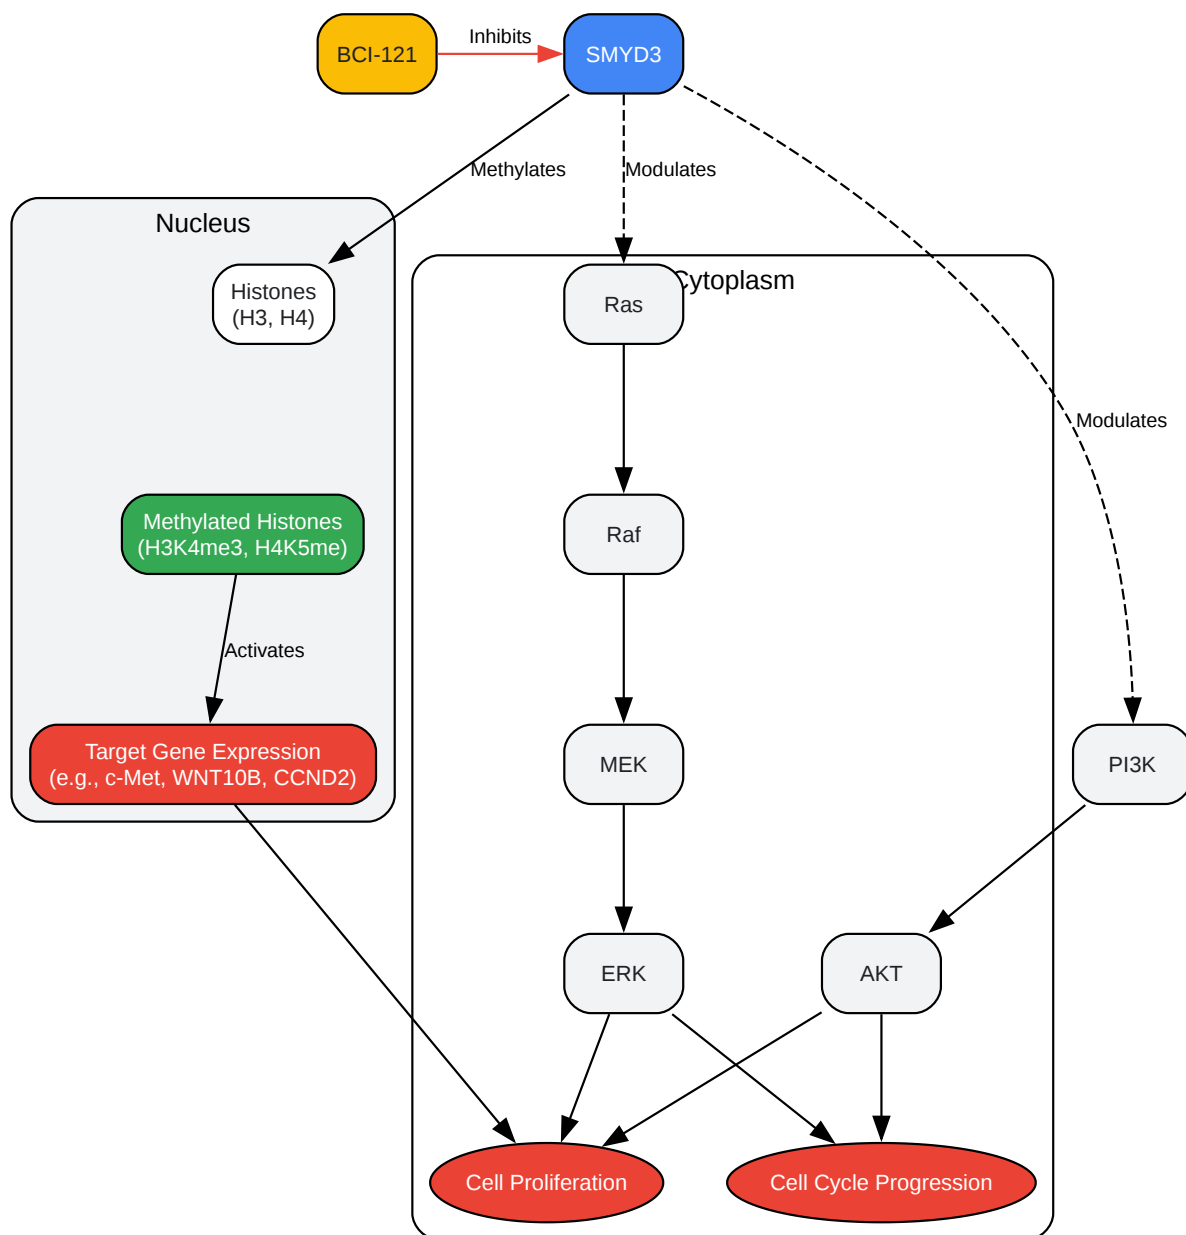 BCI-121
Inhibits
SMYD3
Methylates
Modulates
Nucleus
Cytoplasm
Histones
(H3, H4)
Ras
Modulates
Methylated Histones
(H3K4me3, H4K5me)
Raf
Activates
Target Gene Expression
(e.g., c-Met, WNT10B, CCND2)
MEK
PI3K
ERK
AKT
Cell Proliferation
Cell Cycle Progression